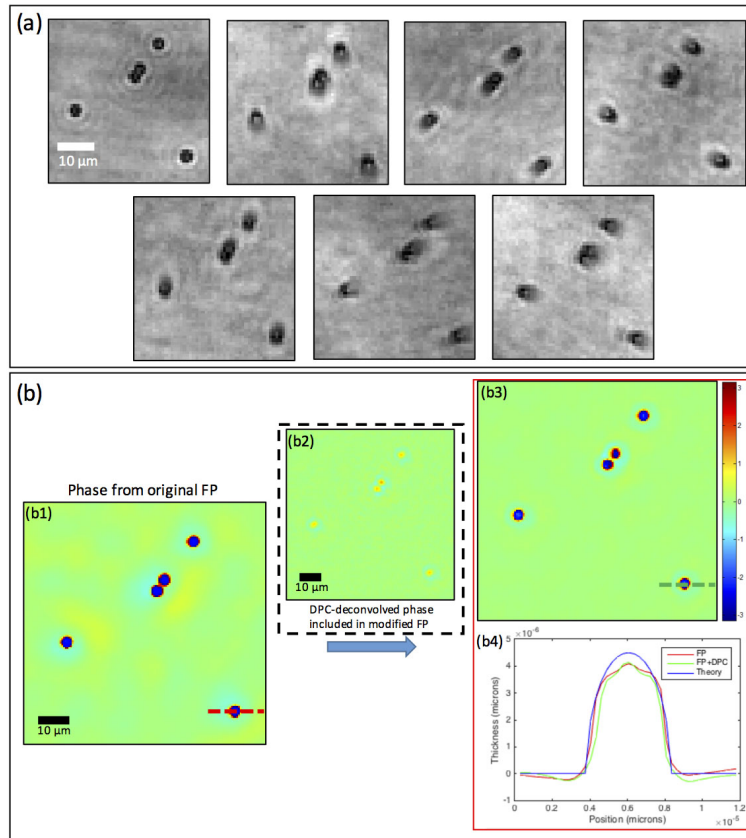 (a)
10 µm
(b)
Phase from original FP
(b1)
10 µm
(b2)
10 µm
DPC-deconvolved phase
included in modified FP
(b3)
3
2
1
0
-1
-2
-3
(b4)
×10⁻⁶
5
4
3
2
1
0
-1
Thickness (microns)
FP
FP+DPC
Theory
0 0.2 0.4 0.6 0.8 1 1.2
Position (microns)
×10⁻⁵